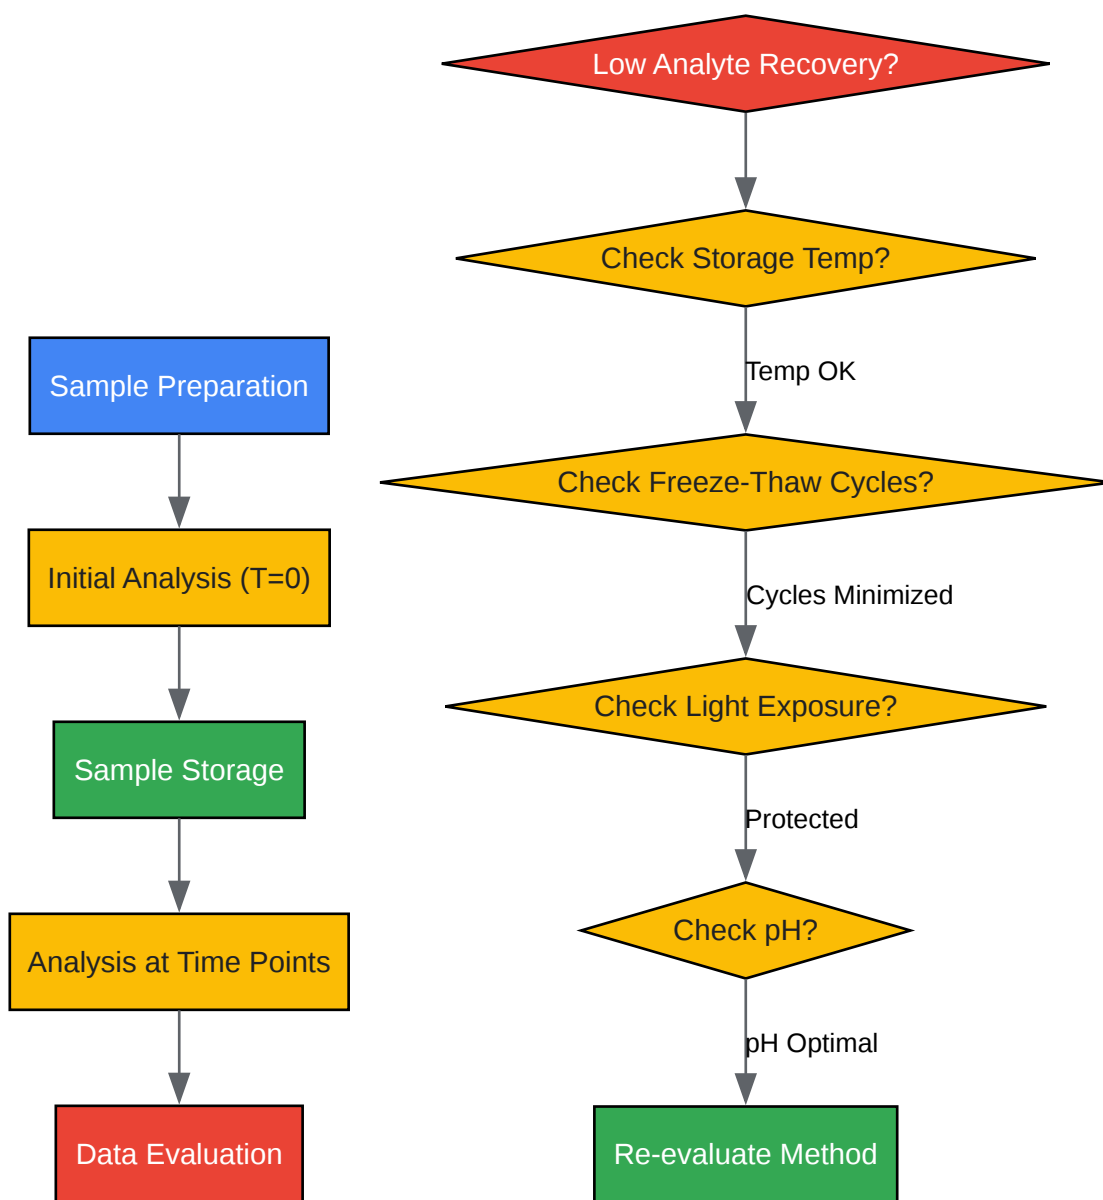 Sample Preparation
Initial Analysis (T=0)
Sample Storage
Analysis at Time Points
Data Evaluation
Low Analyte Recovery?
Check Storage Temp?
Temp OK
Check Freeze-Thaw Cycles?
Cycles Minimized
Check Light Exposure?
Protected
Check pH?
pH Optimal
Re-evaluate Method